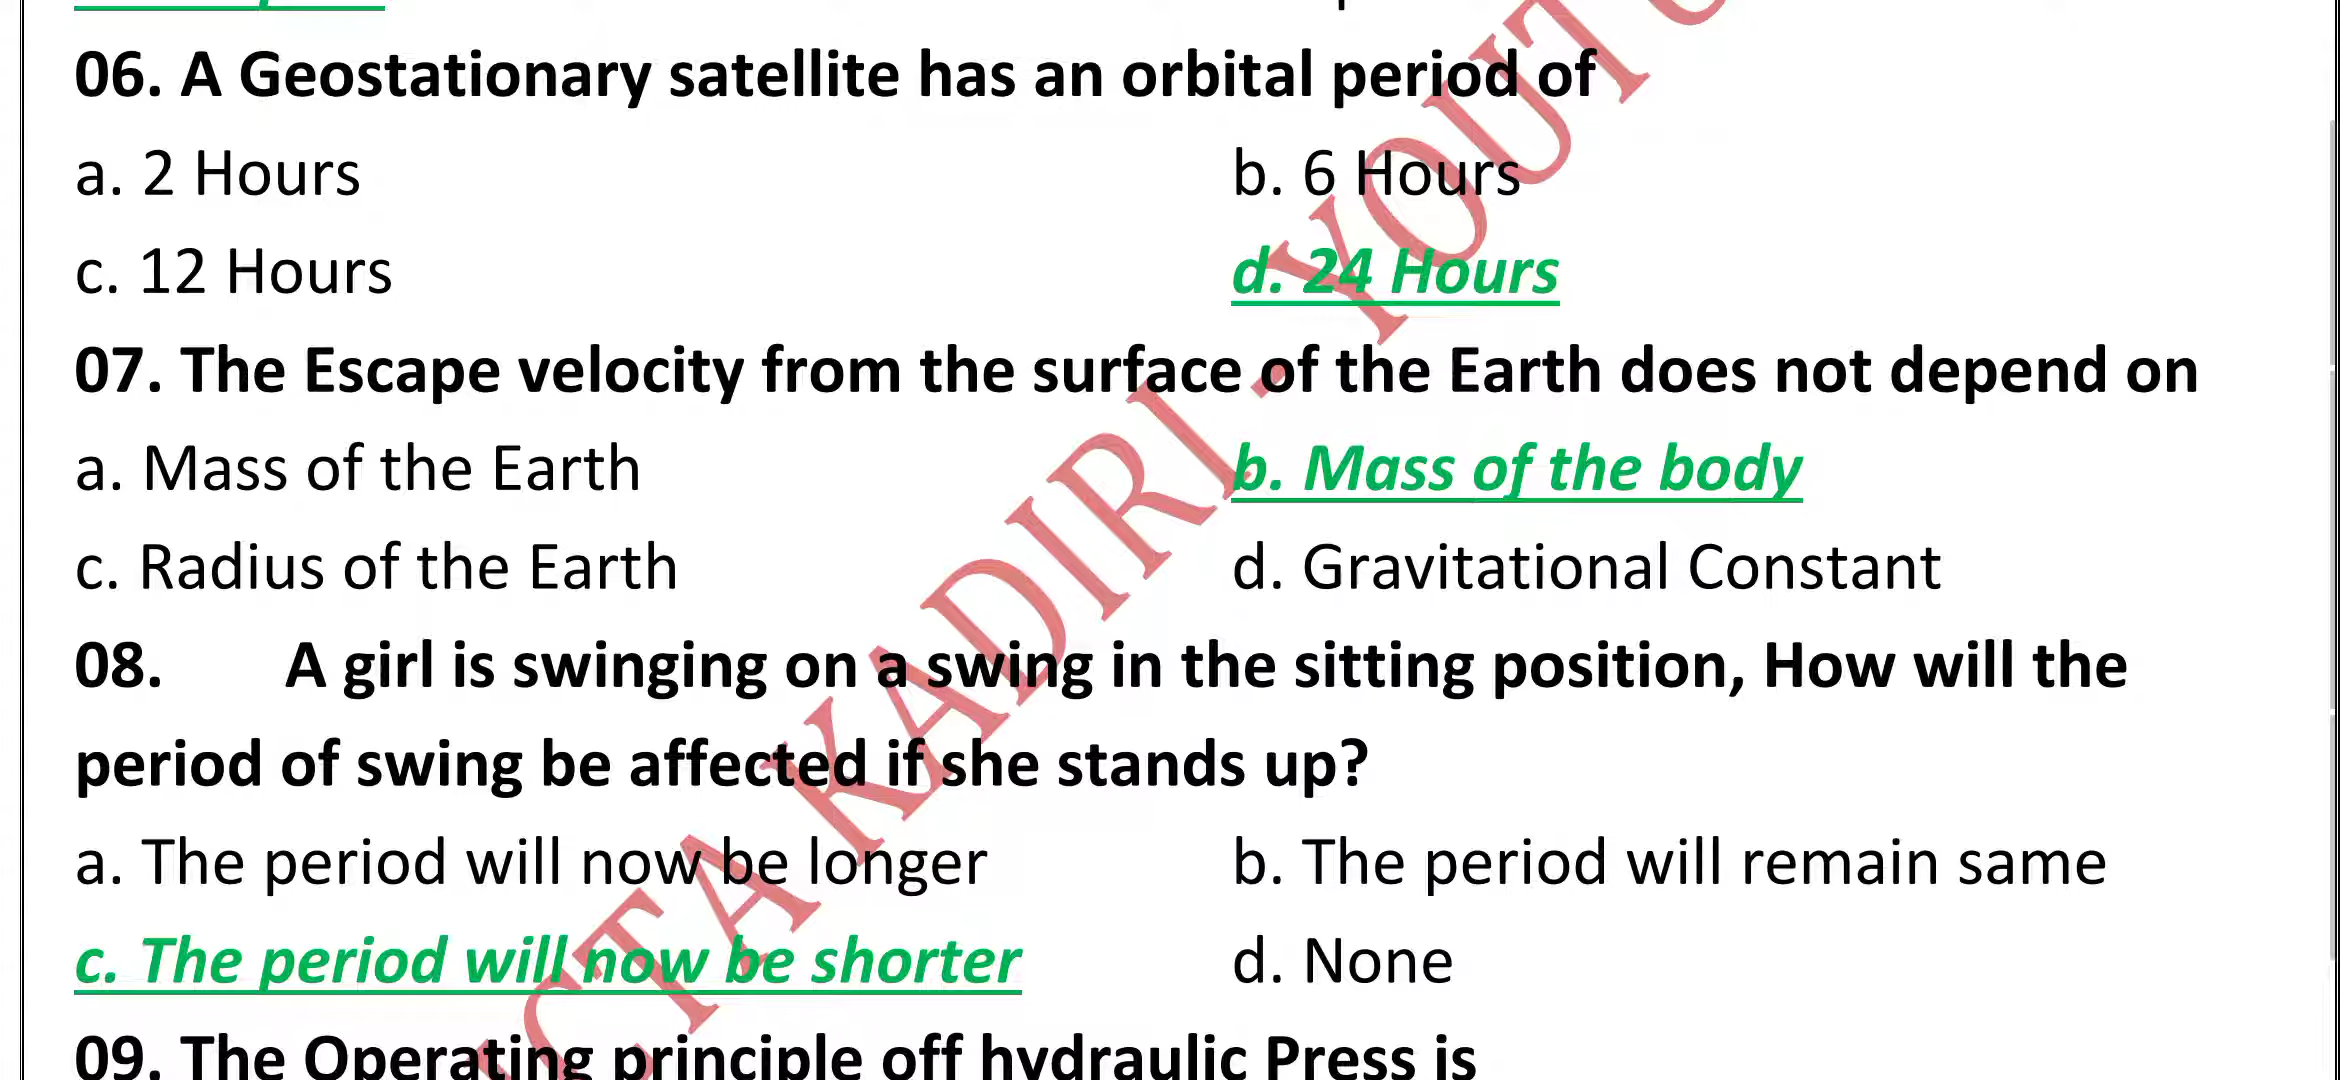 06. A Geostationary satellite has an orbital period of
a. 2 Hours b. 6 Hours
c. 12 Hours d. 24 Hours
07. The Escape velocity from the surface of the Earth does not depend on
a. Mass of the Earth b. Mass of the body
c. Radius of the Earth d. Gravitational Constant
08. A girl is swinging on a swing in the sitting position, How will the
period of swing be affected if she stands up?
a. The period will now be longer b. The period will remain same
c. The period will now be shorter d. None
09. The Operating principle off hydraulic Press is
KADIRI -